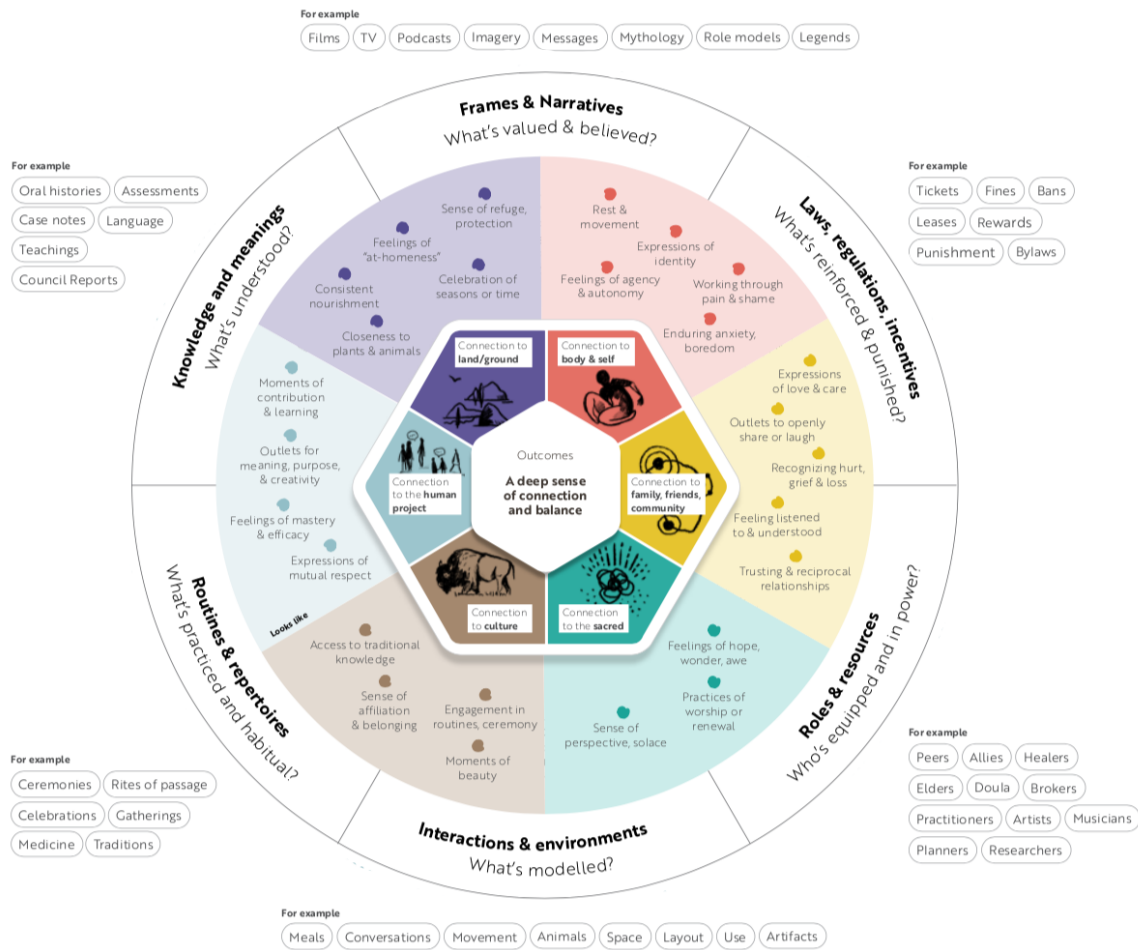 For example
Films TV Podcasts Imagery Messages Mythology Role models Legends
Frames & Narratives
What's valued & believed?
For example
Oral histories Assessments
Case notes Language
Teachings
Council Reports
Knowledge and meanings
What's understood?
For example
Tickets Fines Bans
Leases Rewards
Punishment Bylaws
Laws, regulations, incentives
What's reinforced & punished?
Sense of refuge,
protection
Feelings of
"at-homeness"
Celebration of
seasons or time
Consistent
nourishment
Closeness to
plants & animals
Rest &
movement
Expressions of
identity
Feelings of agency
& autonomy
Working through
pain & shame
Enduring anxiety,
boredom
Expressions
of love & care
Outlets to openly
share or laugh
Recognizing hurt,
grief & loss
Feeling listened
to & understood
Trusting & reciprocal
relationships
Moments of
contribution
& learning
Outlets for
meaning, purpose,
& creativity
Feelings of mastery
& efficacy
Expressions of
mutual respect
Looks like
Connection to
land/ground
Connection to
body & self
Connection
to the human
project
Outcomes
A deep sense
of connection
and balance
Connection to
family, friends,
community
Connection
to culture
Connection
to the sacred
Access to traditional
knowledge
Sense of
affiliation
& belonging
Engagement in
routines, ceremony
Moments of
beauty
Feelings of hope,
wonder, awe
Practices of
worship or
renewal
Sense of
perspective, solace
Routines & repertoires
What's practiced and habitual?
Roles & resources
Who's equipped and in power?
For example
Ceremonies Rites of passage
Celebrations Gatherings
Medicine Traditions
For example
Peers Allies Healers
Elders Doula Brokers
Practitioners Artists Musicians
Planners Researchers
Interactions & environments
What's modelled?
For example
Meals Conversations Movement Animals Space Layout Use Artifacts